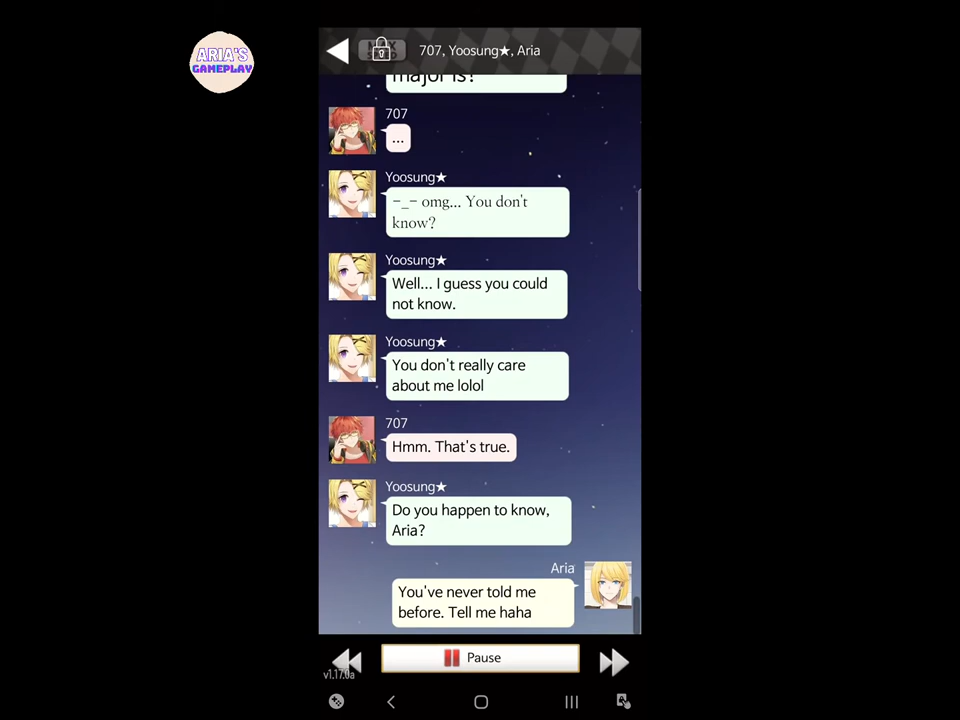 ARIA'S
GAMEPLAY
707, Yoosung★, Aria
major is?
707
...
Yoosung★
-_- omg... You don't
know?
Yoosung★
Well... I guess you could
not know.
Yoosung★
You don't really care
about me lolol
707
Hmm. That's true.
Yoosung★
Do you happen to know,
Aria?
Aria
You've never told me
before. Tell me haha
Pause
v1.17.0a